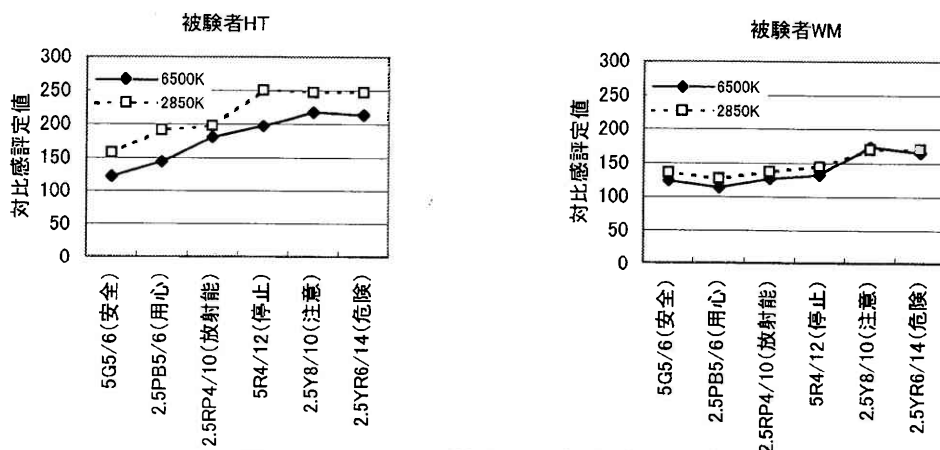 被験者HT
対比感評定値
300
250
200
150
100
50
0
6500K
2850K
5G5/6(安全)
2.5PB5/6(用心)
2.5RP4/10(放射能)
5R4/12(停止)
2.5Y8/10(注意)
2.5YR6/14(危険)
被験者WM
対比感評定値
300
250
200
150
100
50
0
6500K
2850K
5G5/6(安全)
2.5PB5/6(用心)
2.5RP4/10(放射能)
5R4/12(停止)
2.5Y8/10(注意)
2.5YR6/14(危険)